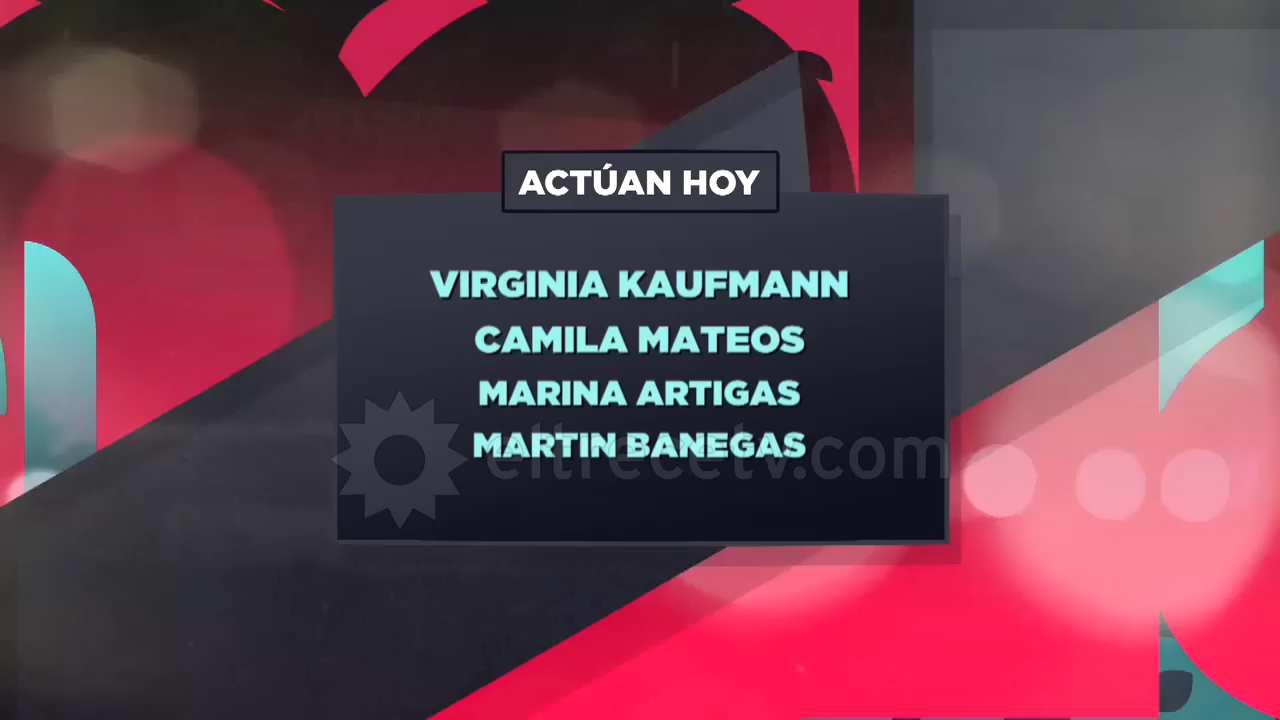 ACTÚAN HOY
VIRGINIA KAUFMANN
CAMILA MATEOS
MARINA ARTIGAS
MARTIN BANEGAS
eltrecetv.com